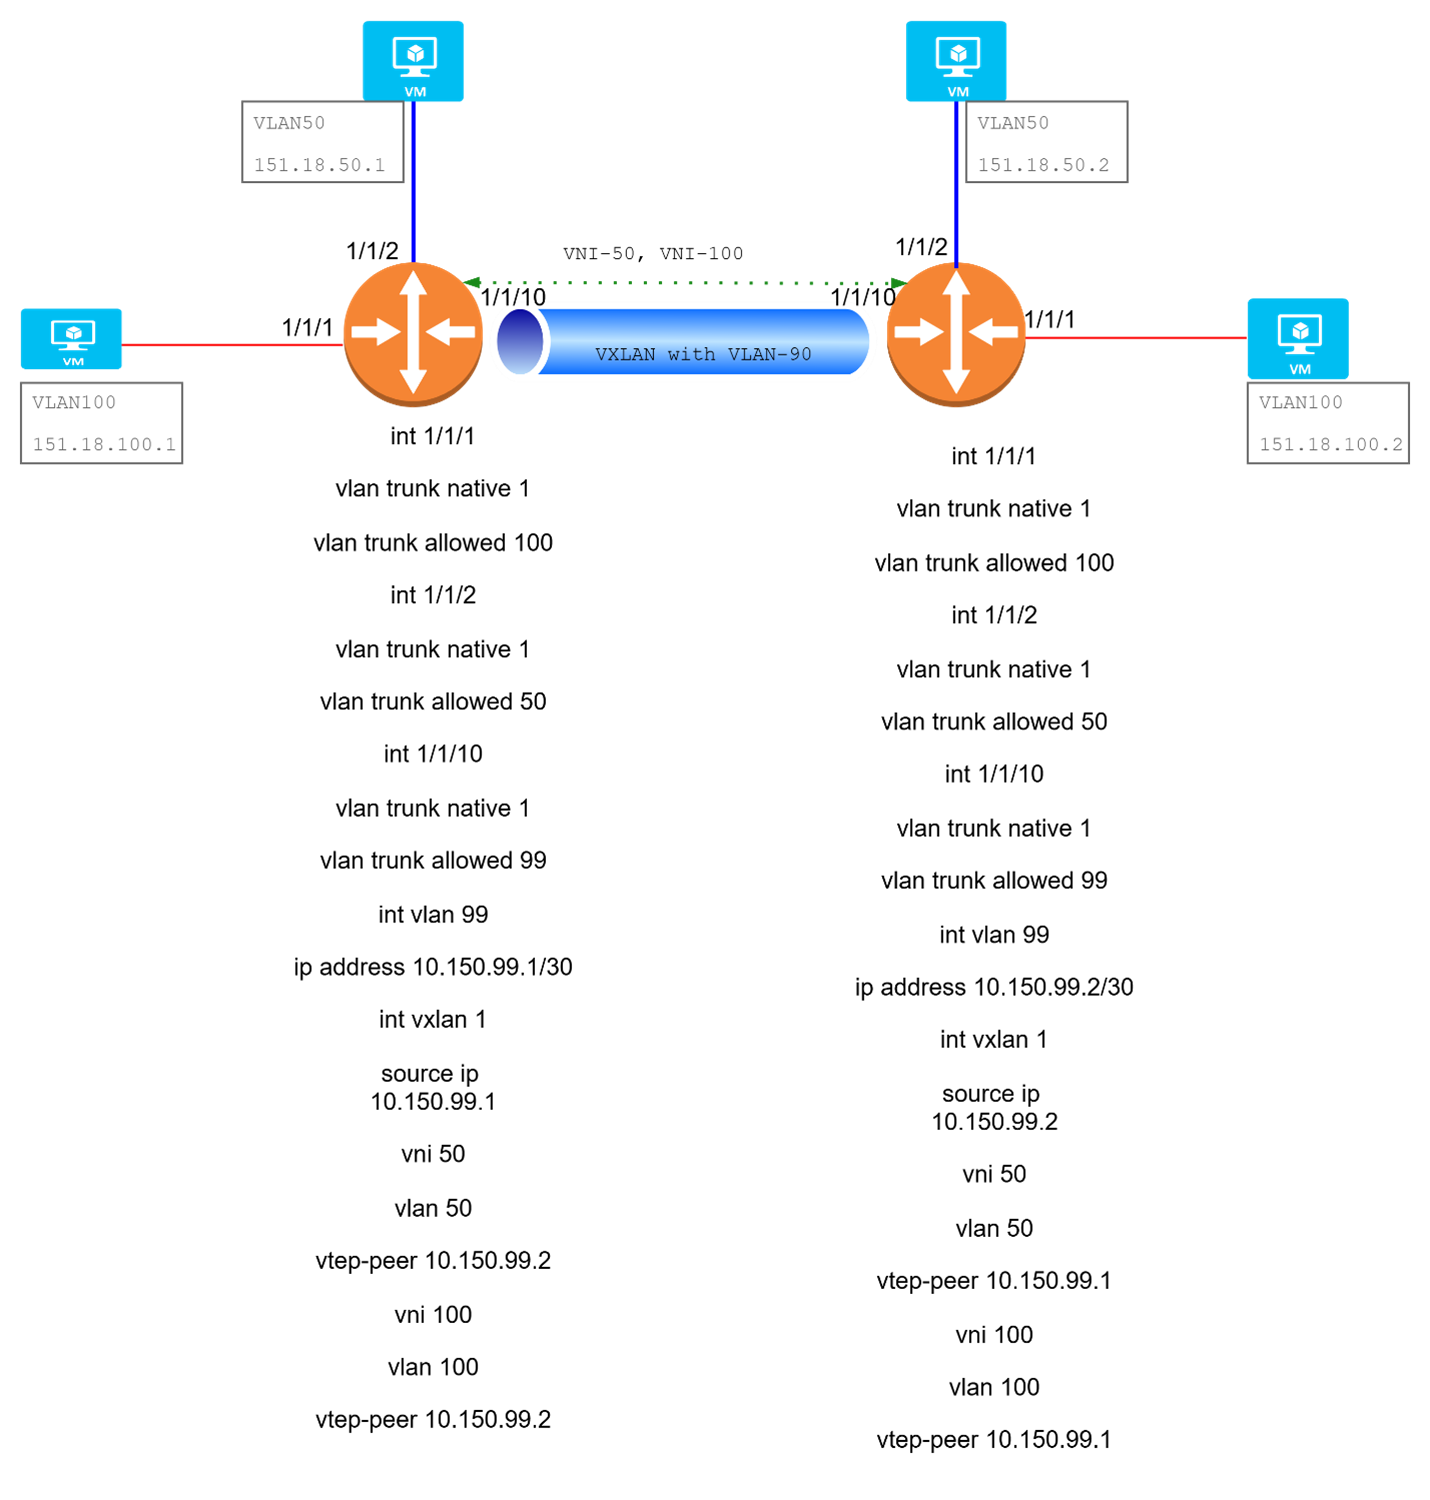 VM
VM
VLAN50
151.18.50.1
VLAN50
151.18.50.2
1/1/2
VNI-50, VNI-100
1/1/2
1/1/10
1/1/10
1/1/1
1/1/1
VM
VXLAN with VLAN-90
VM
VLAN100
151.18.100.1
VLAN100
151.18.100.2
int 1/1/1
vlan trunk native 1
vlan trunk allowed 100
int 1/1/2
vlan trunk native 1
vlan trunk allowed 50
int 1/1/10
vlan trunk native 1
vlan trunk allowed 99
int vlan 99
ip address 10.150.99.1/30
int vxlan 1
source ip
10.150.99.1
vni 50
vlan 50
vtep-peer 10.150.99.2
vni 100
vlan 100
vtep-peer 10.150.99.2
int 1/1/1
vlan trunk native 1
vlan trunk allowed 100
int 1/1/2
vlan trunk native 1
vlan trunk allowed 50
int 1/1/10
vlan trunk native 1
vlan trunk allowed 99
int vlan 99
ip address 10.150.99.2/30
int vxlan 1
source ip
10.150.99.2
vni 50
vlan 50
vtep-peer 10.150.99.1
vni 100
vlan 100
vtep-peer 10.150.99.1